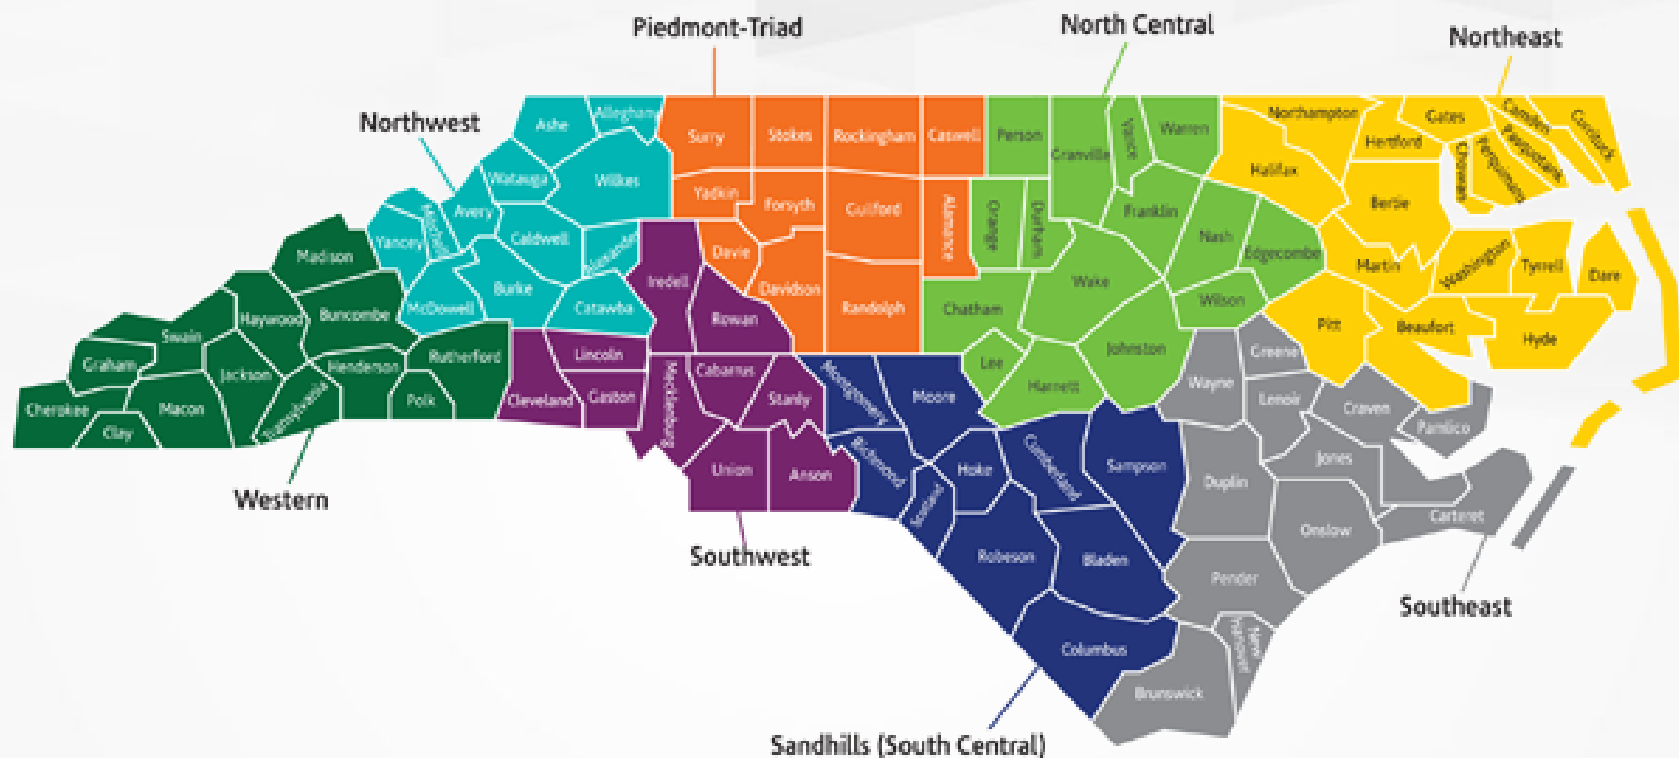 Piedmont-Triad
North Central
Northeast
Northwest
Ashe
Alleghany
Surry
Stokes
Rockingham
Caswell
Person
Granville
Vance
Warren
Northampton
Gates
Camden
Currituck
Hertford
Pasquotank
Perquimans
Chowan
Halifax
Watauga
Wilkes
Yadkin
Forsyth
Guilford
Alamance
Orange
Durham
Franklin
Nash
Edgecombe
Bertie
Avery
Mitchell
Yancey
Caldwell
Alexander
Davie
Madison
Iredell
Davidson
Randolph
Chatham
Wake
Wilson
Martin
Washington
Tyrrell
Dare
McDowell
Burke
Catawba
Rowan
Haywood
Buncombe
Swain
Pitt
Beaufort
Hyde
Graham
Jackson
Henderson
Rutherford
Lincoln
Cabarrus
Lee
Johnston
Harnett
Greene
Wayne
Cherokee
Clay
Macon
Transylvania
Polk
Cleveland
Gaston
Mecklenburg
Stanly
Montgmery
Moore
Lenoir
Craven
Pamlico
Union
Anson
Richmond
Hoke
Scotland
Cumberland
Sampson
Duplin
Jones
Onslow
Carteret
Western
Southwest
Robeson
Bladen
Pender
Southeast
Columbus
New
Hanover
Brunswick
Sandhills (South Central)